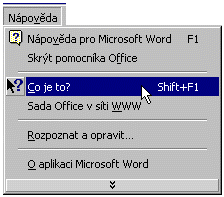 Nápověda
Nápověda pro Microsoft Word F1
Skrýt pomocníka Office
Co je to? Shift+F1
Sada Office v síti WWW
Rozpoznat a opravit...
O aplikaci Microsoft Word